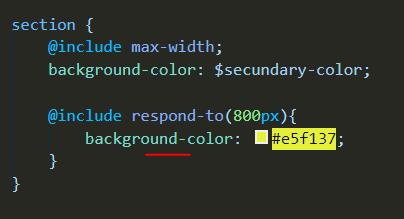 section {
@include max-width;
background-color: $secundary-color;
@include respond-to(800px){
background-color: #e5f137;
}
}